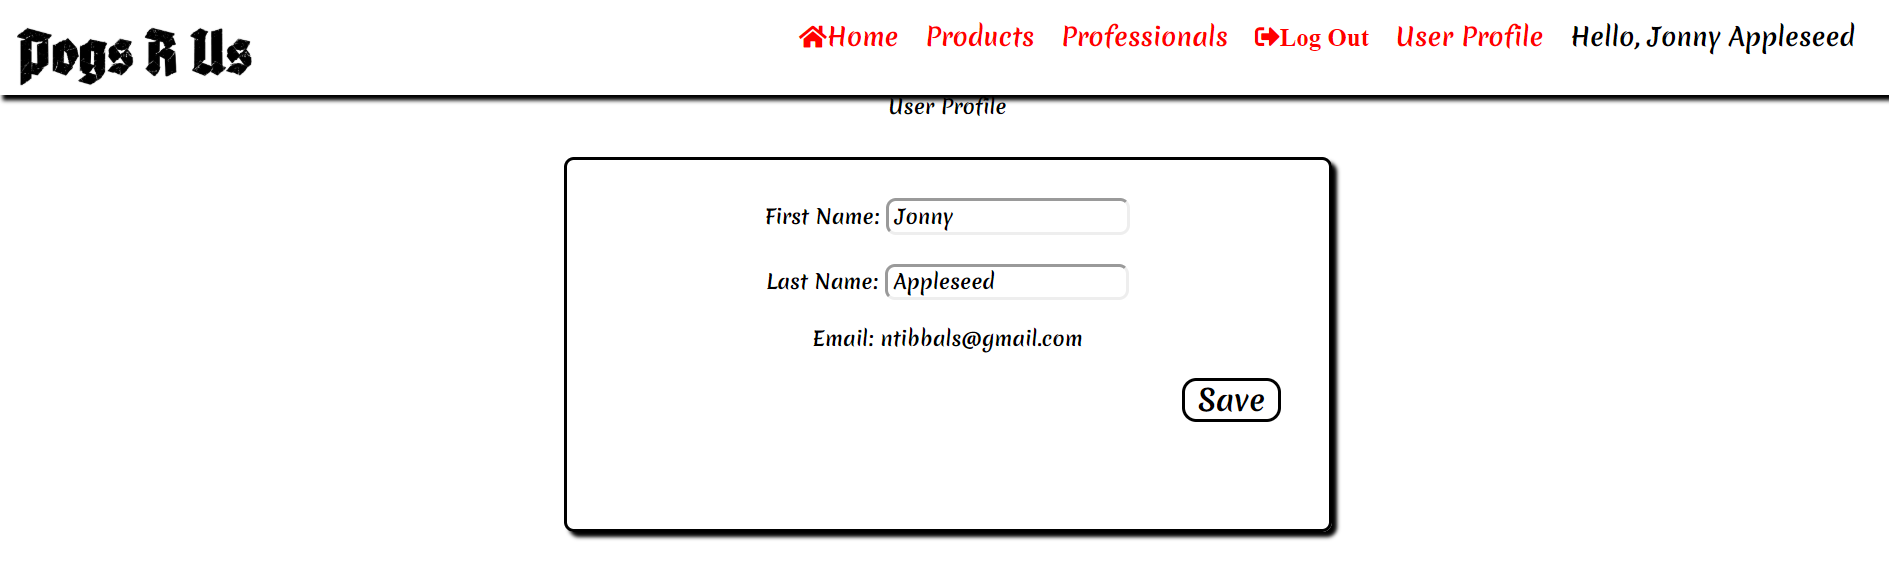 Dogs R Us
Home Products Professionals Log Out User Profile Hello, Jonny Appleseed
User Profile
First Name: Jonny
Last Name: Appleseed
Email: ntibbals@gmail.com
Save